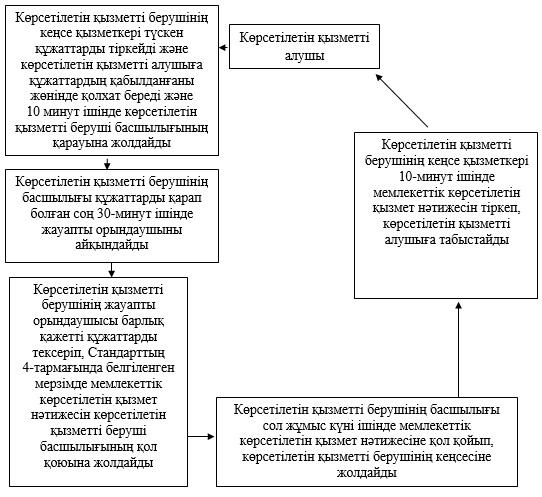 Көрсетілетін қызметті
алушы
Көрсетілетін қызметті берушінің
кеңсе қызметкері түскен
құжаттарды тіркейді және
көрсетілетін қызметті алушыға
құжаттардың қабылданғаны
жөнінде қолхат береді және
10 минут ішінде көрсетілетін
қызметті беруші басшылығының
қарауына жолдайды
Көрсетілетін қызметті берушінің
басшылығы құжаттарды қарап
болған соң 30-минут ішінде
жауапты орындаушыны
айқындайды
Көрсетілетін қызметті
берушінің жауапты
орындаушысы барлық
қажетті құжаттарды
тексеріп, Стандарттың
4-тармағында белгіленген
мерзімде мемлекеттік
көрсетілетін қызмет
нәтижесін көрсетілетін
қызметті беруші
басшылығының қол
қоюына жолдайды
Көрсетілетін қызметті берушінің басшылығы
сол жұмыс күні ішінде мемлекеттік
көрсетілетін қызмет нәтижесіне қол қойып,
көрсетілетін қызметті берушінің кеңсесіне
жолдайды
Көрсетілетін қызметті
берушінің кеңсе қызметкері
10-минут ішінде
мемлекеттік көрсетілетін
қызмет нәтижесін тіркеп,
көрсетілетін қызметті
алушыға табыстайды